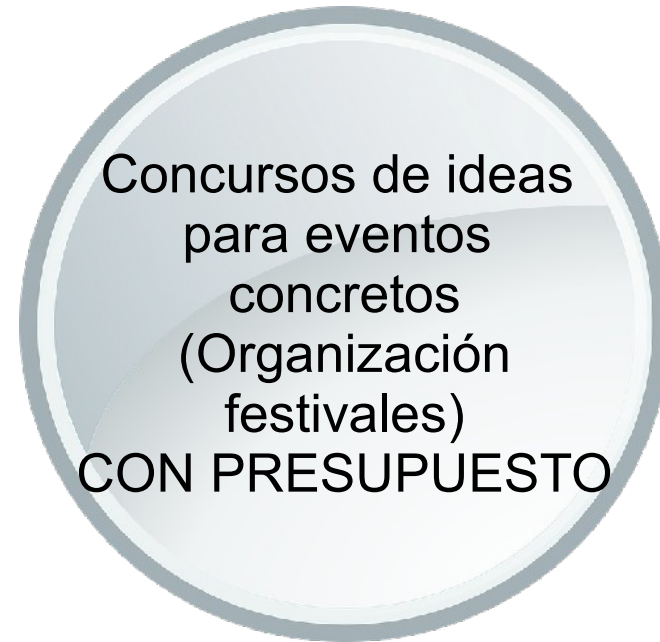 Concursos de ideas
para eventos
concretos
(Organización
festivales)
CON PRESUPUESTO